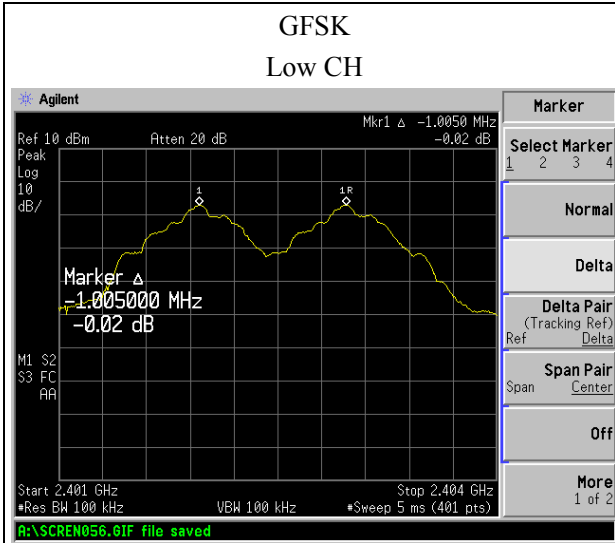 GFSK
Low CH
Agilent
Marker
Mkr1 Δ -1.0050 MHz
Ref 10 dBm Atten 20 dB -0.02 dB
Peak
Log
10
dB/
1
1R
Marker Δ
-1.005000 MHz
-0.02 dB
M1 S2
S3 FC
AA
Start 2.401 GHz Stop 2.404 GHz
#Res BW 100 kHz VBW 100 kHz #Sweep 5 ms (401 pts)
A:\SCREN056.GIF file saved
Select Marker
1 2 3 4
Normal
Delta
Delta Pair
(Tracking Ref)
Ref Delta
Span Pair
Span Center
Off
More
1 of 2